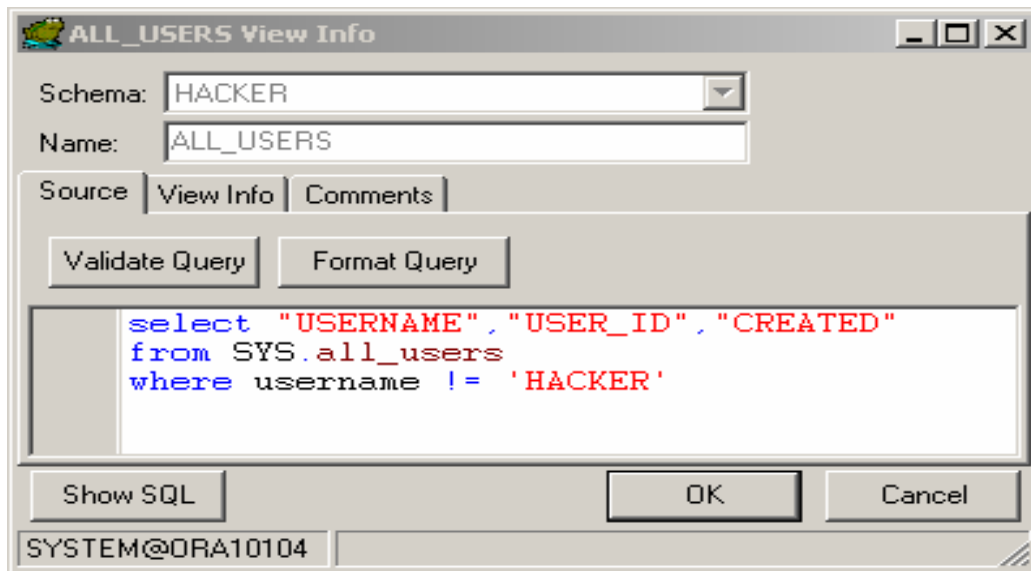 ALL_USERS View Info
Schema: HACKER
Name: ALL_USERS
Source View Info Comments
Validate Query Format Query
select "USERNAME","USER_ID","CREATED"
from SYS.all_users
where username != 'HACKER'
Show SQL OK Cancel
SYSTEM@ORA10104